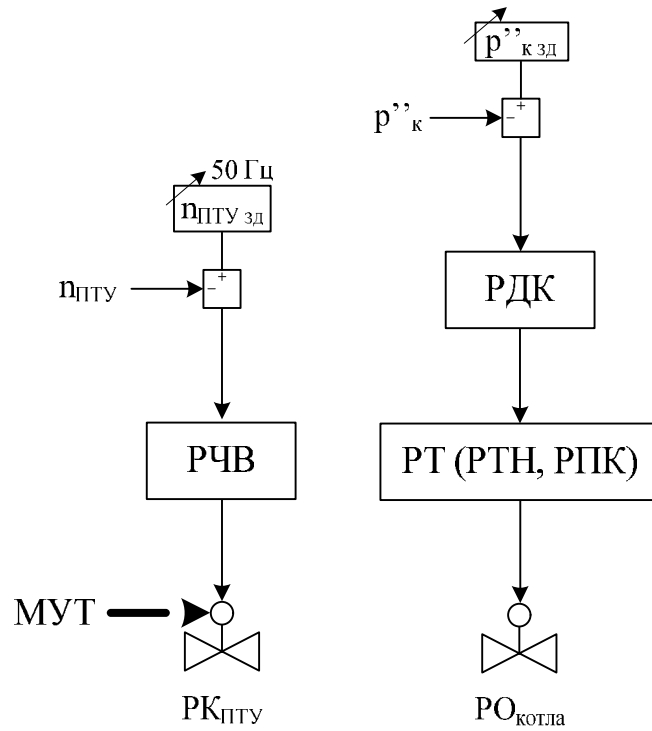 50 Гц
nПТУ зд
+
-
nПТУ
РЧВ
МУТ
РКПТУ
p’’к зд
+
-
p’’к
РДК
РТ (РТН, РПК)
РОкотла